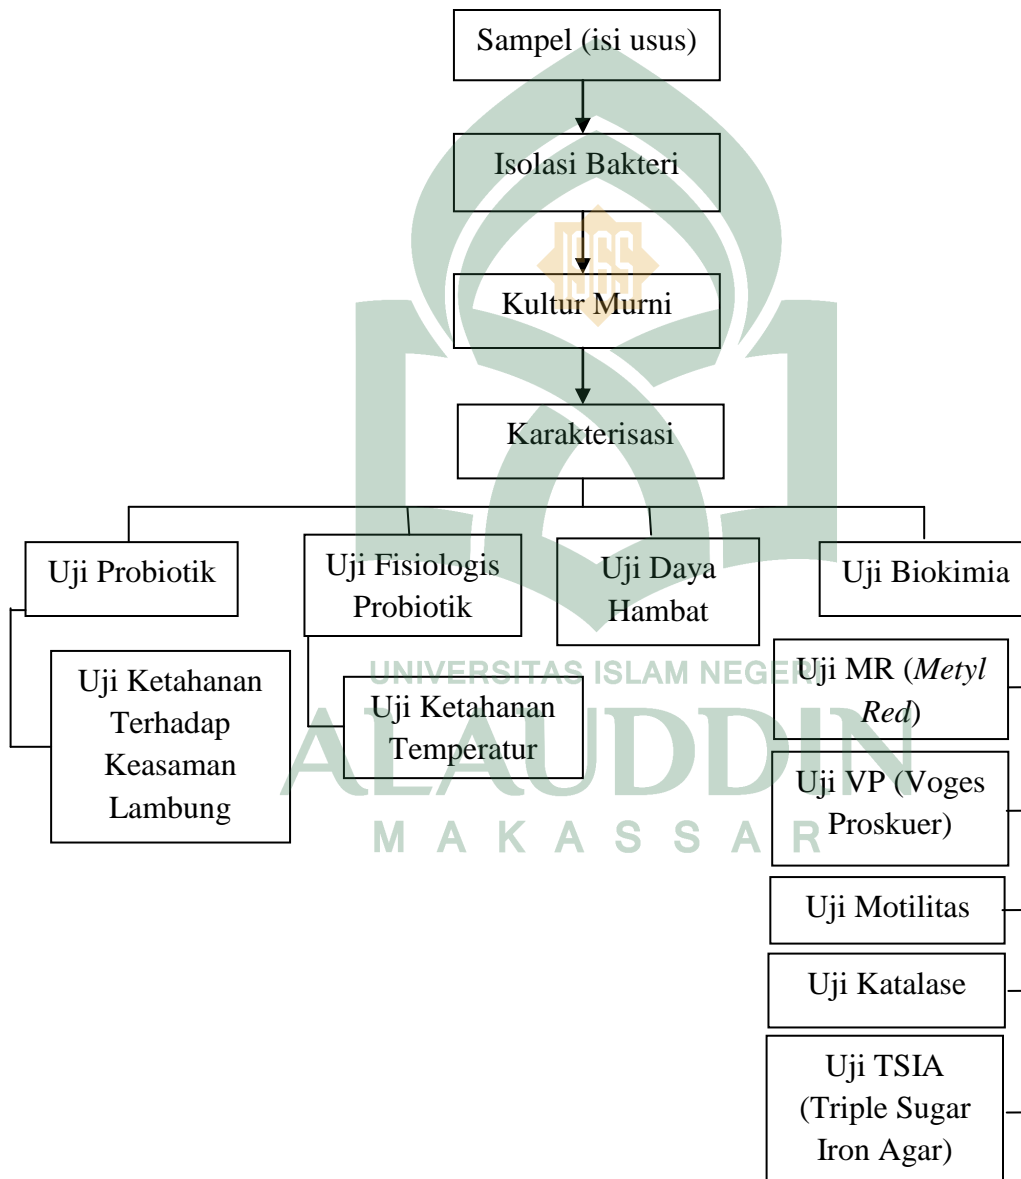 Sampel (isi usus)
Isolasi Bakteri
1965
Kultur Murni
Karakterisasi
Uji Probiotik
Uji Fisiologis
Probiotik
Uji Daya
Hambat
Uji Biokimia
Uji Ketahanan
Terhadap
Keasaman
Lambung
Uji Ketahanan
Temperatur
Uji MR (Metyl
Red)
Uji VP (Voges
Proskuer)
Uji Motilitas
Uji Katalase
Uji TSIA
(Triple Sugar
Iron Agar)
UNIVERSITAS ISLAM NEGERI
ALAUDDIN
MAKASSAR